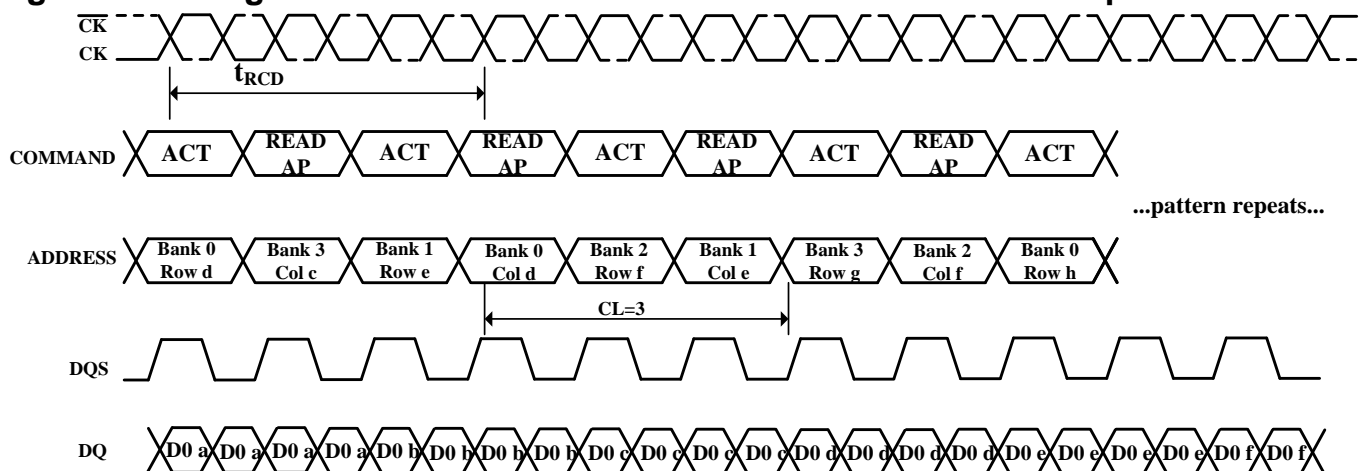 CK
CK
tRCD
COMMAND
ACT
READ AP
ACT
READ AP
ACT
READ AP
ACT
READ AP
ACT
...pattern repeats...
ADDRESS
Bank 0 Row d
Bank 3 Col c
Bank 1 Row e
Bank 0 Col d
Bank 2 Row f
Bank 1 Col e
Bank 3 Row g
Bank 2 Col f
Bank 0 Row h
CL=3
DQS
DQ
D0 a D0 a D0 a D0 a D0 b D0 b D0 b D0 b D0 c D0 c D0 c D0 c D0 d D0 d D0 d D0 d D0 e D0 e D0 e D0 e D0 f D0 f